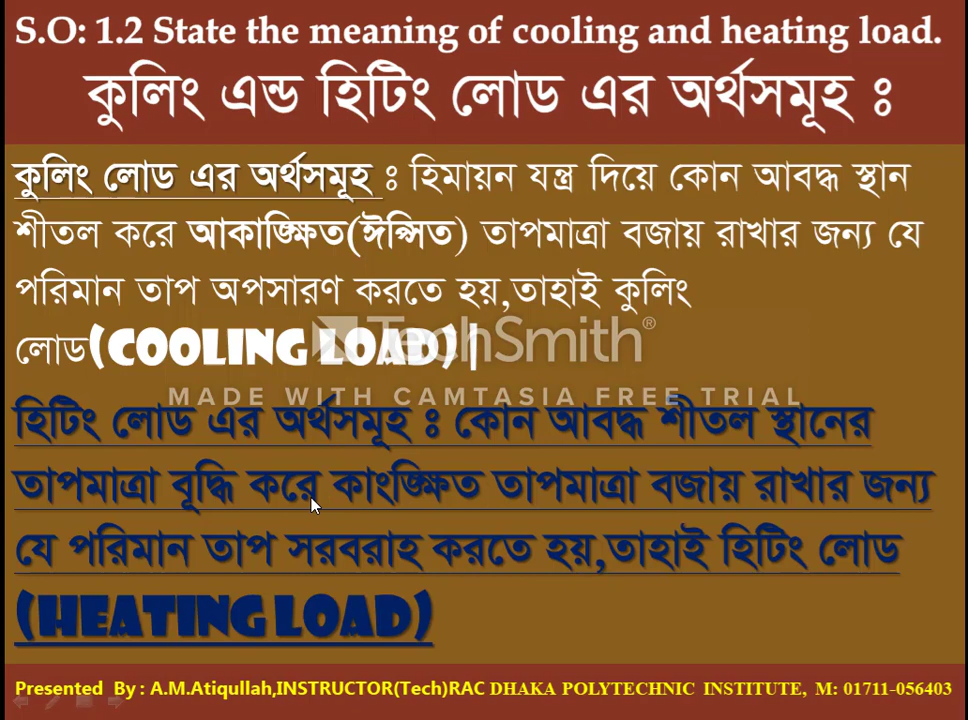 S.O: 1.2 State the meaning of cooling and heating load.
কুলিং এন্ড হিটিং লোড এর অর্থসমূহ ঃ
কুলিং লোড এর অর্থসমূহ ঃ হিমায়ন যন্ত্র দিয়ে কোন আবদ্ধ স্থান
শীতল করে আকাঙ্ক্ষিত(ঈপ্সিত) তাপমাত্রা বজায় রাখার জন্য যে
পরিমান তাপ অপসারণ করতে হয়,তাহাই কুলিং
লোড(COOLING LOAD) |
TechSmith®
MADE WITH CAMTASIA FREE TRIAL
হিটিং লোড এর অর্থসমূহ ঃ কোন আবদ্ধ শীতল স্থানের
তাপমাত্রা বৃদ্ধি করে কাংঙ্ক্ষিত তাপমাত্রা বজায় রাখার জন্য
যে পরিমান তাপ সরবরাহ করতে হয়,তাহাই হিটিং লোড
(HEATING LOAD)
Presented By : A.M.Atiqullah,INSTRUCTOR(Tech)RAC DHAKA POLYTECHNIC INSTITUTE, M: 01711-056403